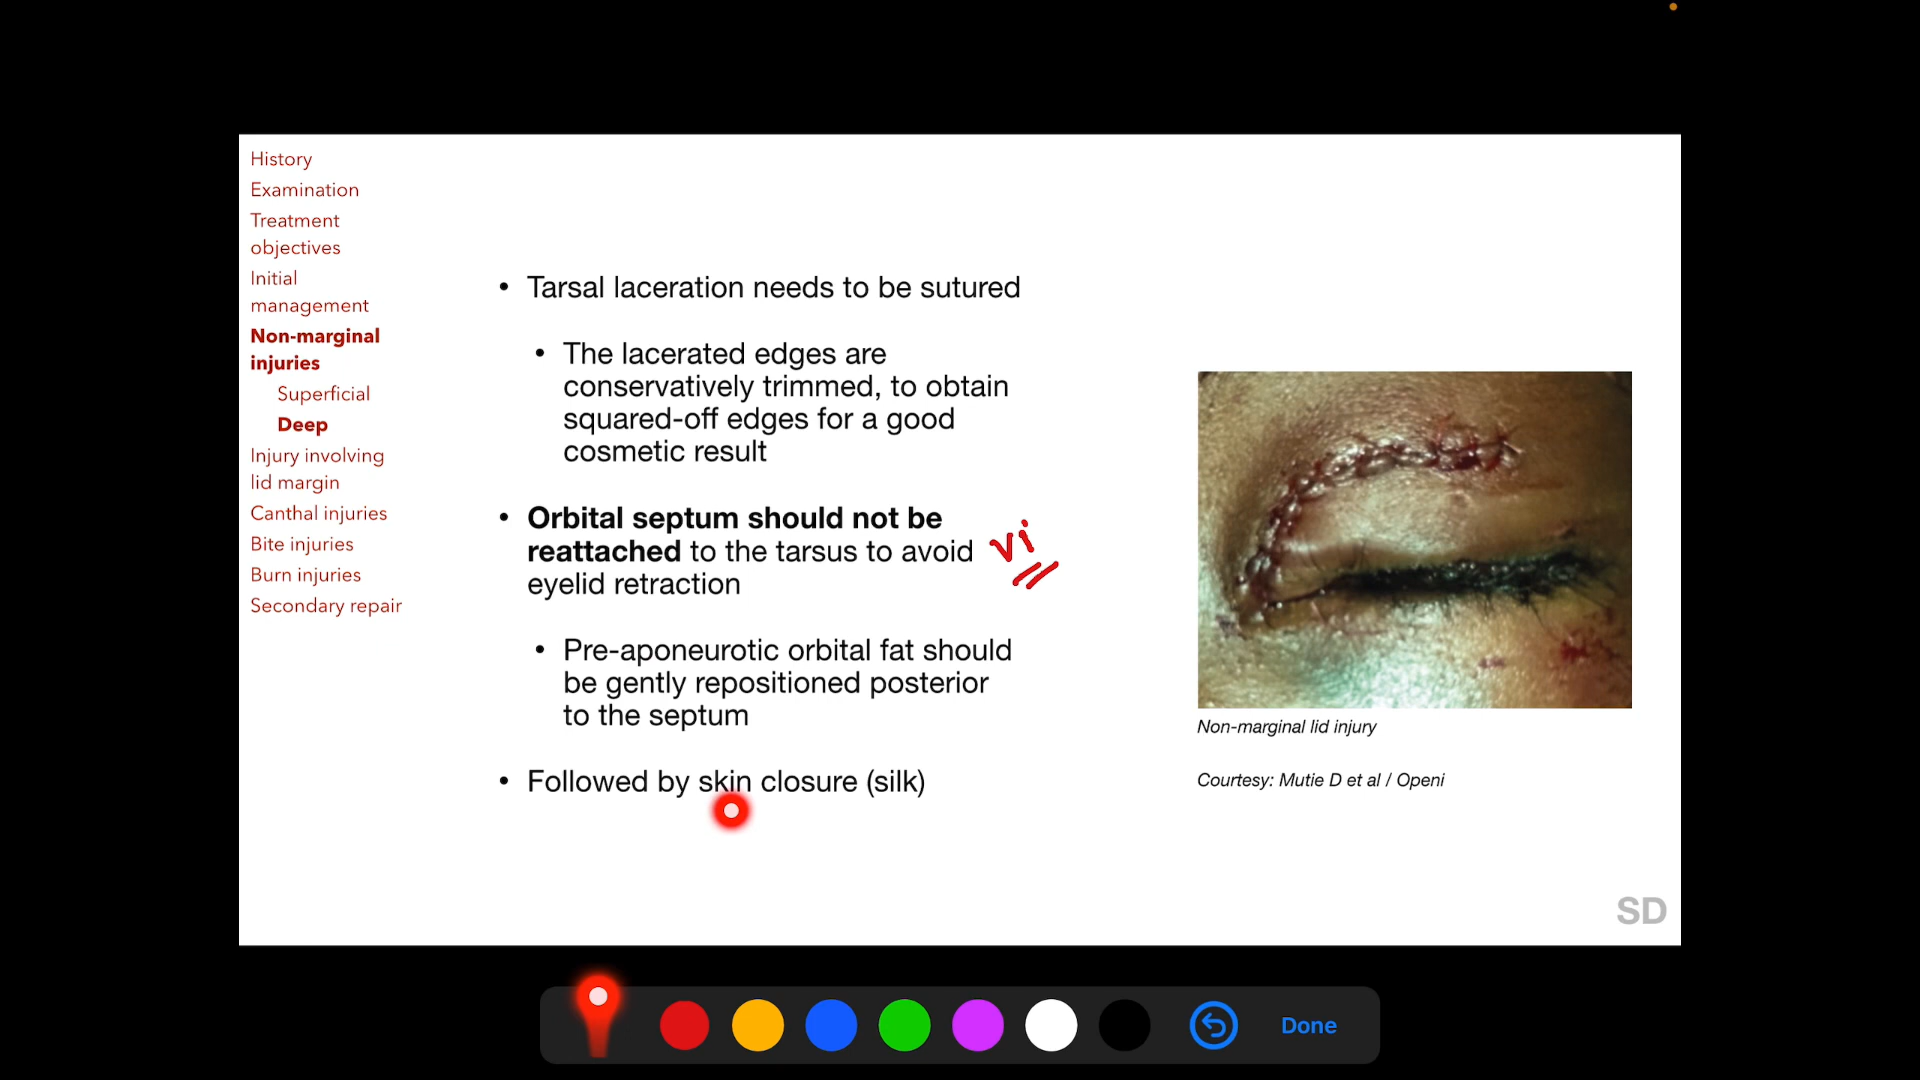 History
Examination
Treatment
objectives
Initial
management
Non-marginal
injuries
Superficial
Deep
Injury involving
lid margin
Canthal injuries
Bite injuries
Burn injuries
Secondary repair
• Tarsal laceration needs to be sutured
• The lacerated edges are
conservatively trimmed, to obtain
squared-off edges for a good
cosmetic result
• Orbital septum should not be
reattached to the tarsus to avoid
eyelid retraction
vi
• Pre-aponeurotic orbital fat should
be gently repositioned posterior
to the septum
• Followed by skin closure (silk)
Non-marginal lid injury
Courtesy: Mutie D et al / Openi
SD
Done